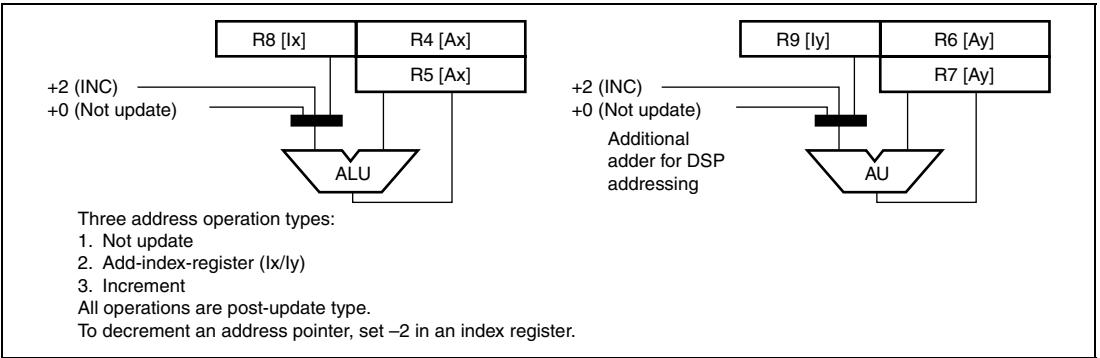 R8 [Ix]
R4 [Ax]
R5 [Ax]
+2 (INC)
+0 (Not update)
ALU
R9 [Iy]
R6 [Ay]
R7 [Ay]
+2 (INC)
+0 (Not update)
Additional
adder for DSP
addressing
AU
Three address operation types:
1. Not update
2. Add-index-register (Ix/Iy)
3. Increment
All operations are post-update type.
To decrement an address pointer, set –2 in an index register.